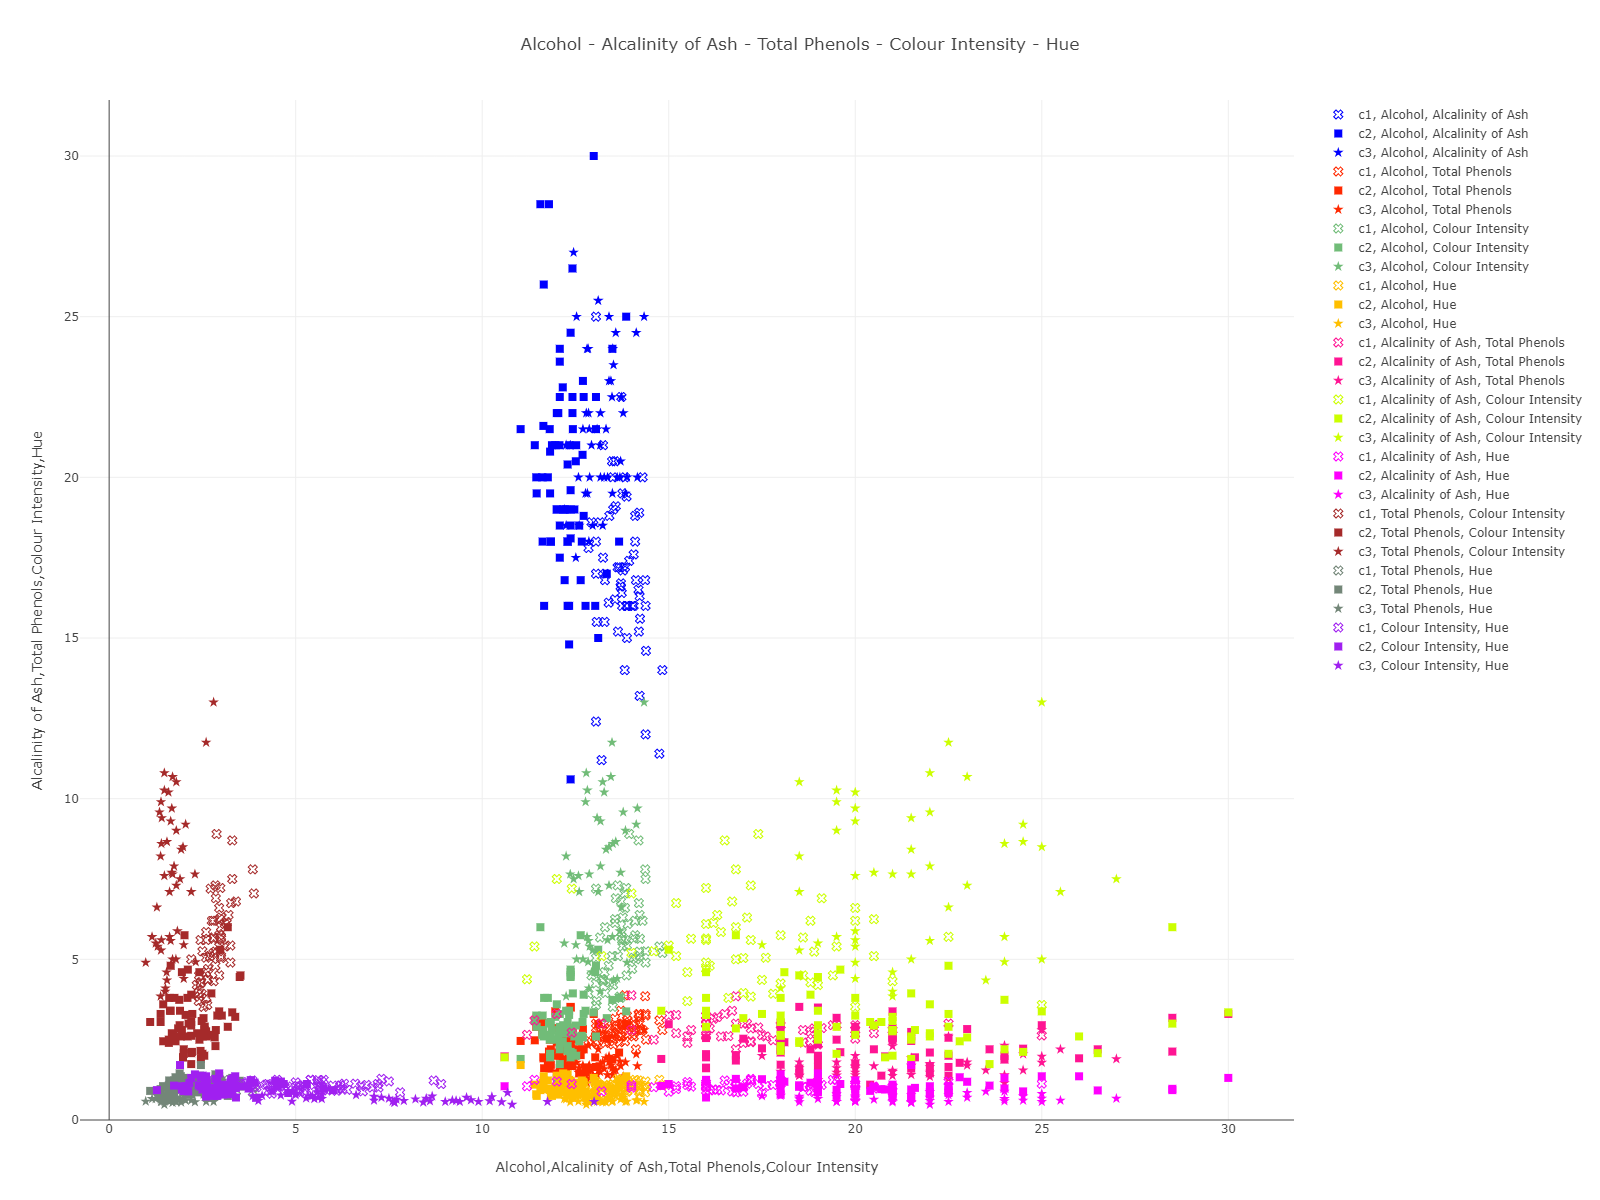 Alcohol - Alcalinity of Ash - Total Phenols - Colour Intensity - Hue
c1, Alcohol, Alcalinity of Ash
c2, Alcohol, Alcalinity of Ash
c3, Alcohol, Alcalinity of Ash
c1, Alcohol, Total Phenols
c2, Alcohol, Total Phenols
c3, Alcohol, Total Phenols
c1, Alcohol, Colour Intensity
c2, Alcohol, Colour Intensity
c3, Alcohol, Colour Intensity
c1, Alcohol, Hue
c2, Alcohol, Hue
c3, Alcohol, Hue
c1, Alcalinity of Ash, Total Phenols
c2, Alcalinity of Ash, Total Phenols
c3, Alcalinity of Ash, Total Phenols
c1, Alcalinity of Ash, Colour Intensity
c2, Alcalinity of Ash, Colour Intensity
c3, Alcalinity of Ash, Colour Intensity
c1, Alcalinity of Ash, Hue
c2, Alcalinity of Ash, Hue
c3, Alcalinity of Ash, Hue
c1, Total Phenols, Colour Intensity
c2, Total Phenols, Colour Intensity
c3, Total Phenols, Colour Intensity
c1, Total Phenols, Hue
c2, Total Phenols, Hue
c3, Total Phenols, Hue
c1, Colour Intensity, Hue
c2, Colour Intensity, Hue
c3, Colour Intensity, Hue
30
25
20
15
10
5
0
Alcalinity of Ash,Total Phenols,Colour Intensity,Hue
0 5 10 15 20 25 30
Alcohol,Alcalinity of Ash,Total Phenols,Colour Intensity